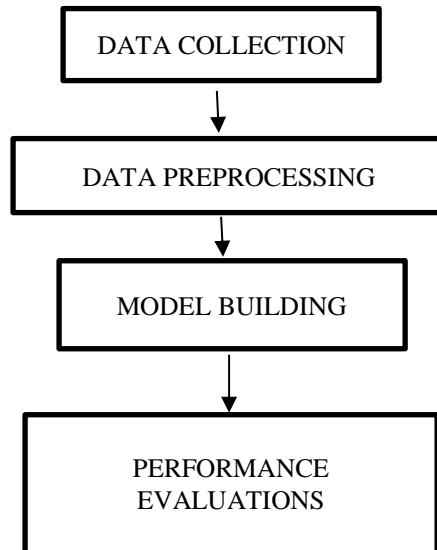 DATA COLLECTION
DATA PREPROCESSING
MODEL BUILDING
PERFORMANCE
EVALUATIONS